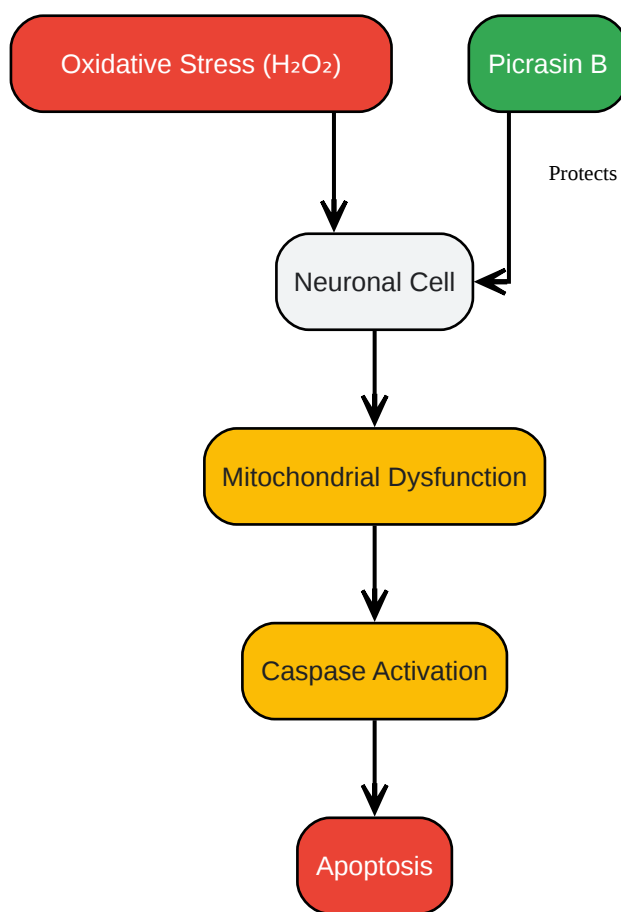 Oxidative Stress (H₂O₂)
Picrasin B
Protects
Neuronal Cell
Mitochondrial Dysfunction
Caspase Activation
Apoptosis